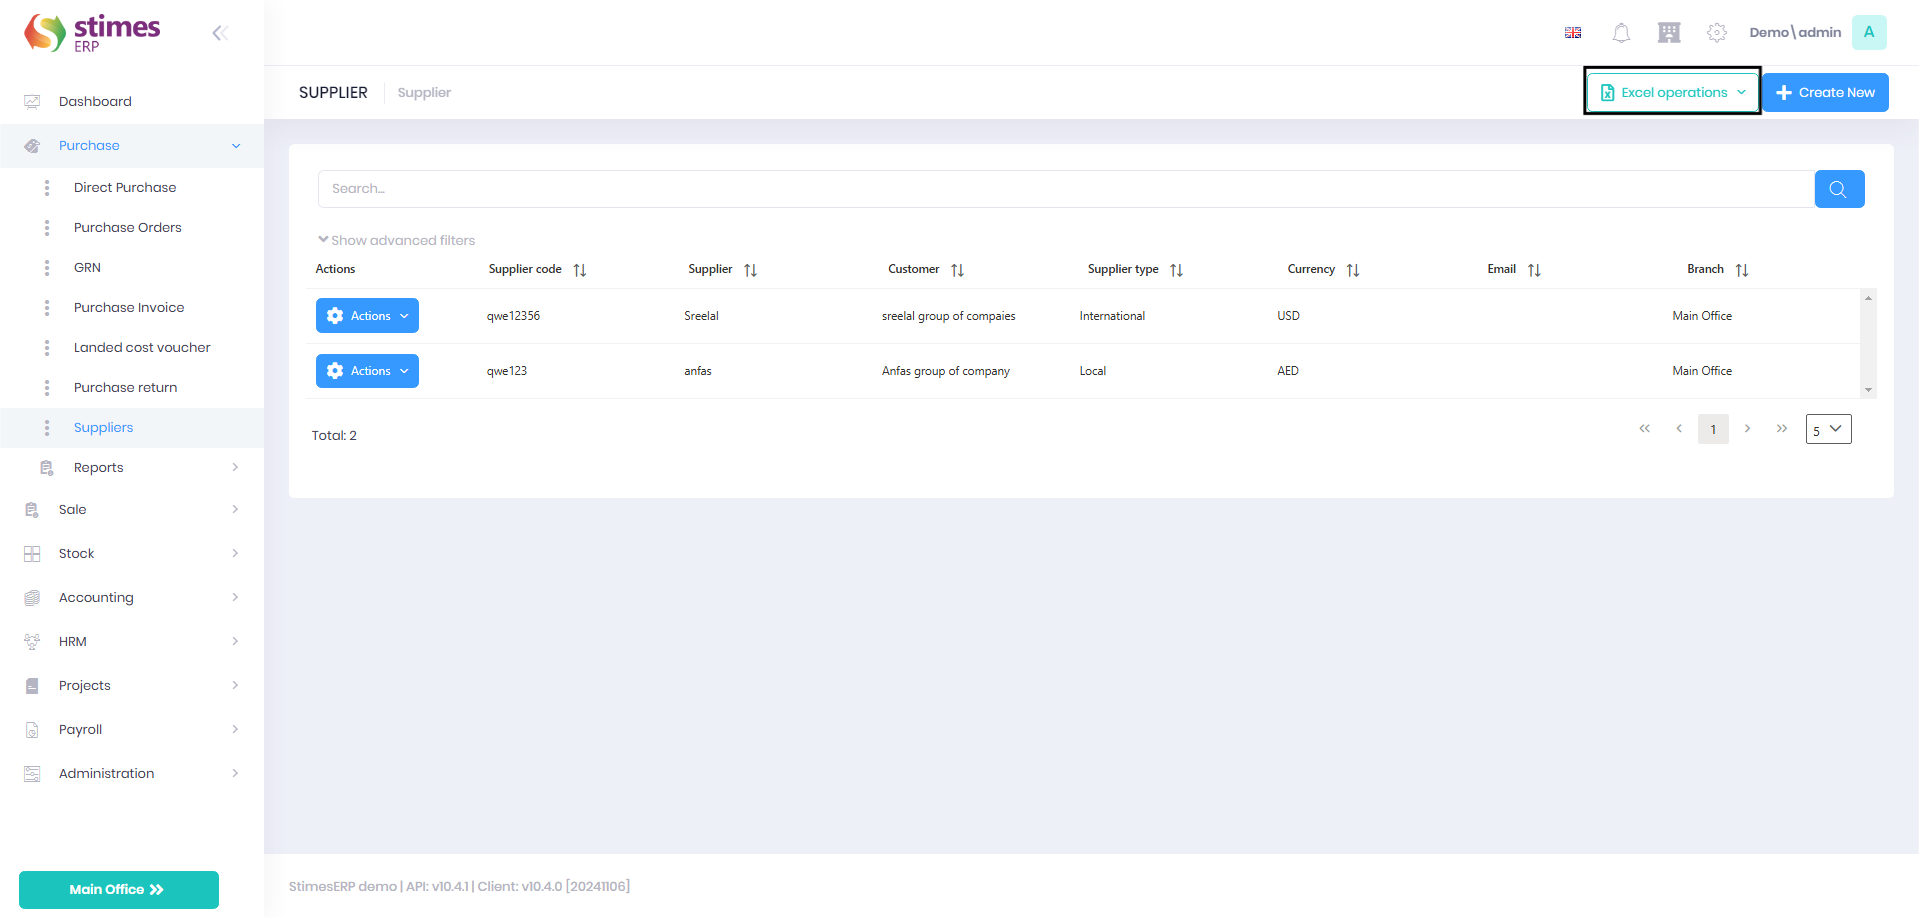 stimes
ERP
Demo\admin
A
SUPPLIER
Supplier
Excel operations
Create New
Dashboard
Purchase
Direct Purchase
Purchase Orders
GRN
Purchase Invoice
Landed cost voucher
Purchase return
Suppliers
Reports
Sale
Stock
Accounting
HRM
Projects
Payroll
Administration
Main Office
Search...
Show advanced filters
Actions Supplier code Supplier Customer Supplier type Currency Email Branch
Actions qwe12356 Sreelal sreelal group of compaies International USD Main Office
Actions qwe123 anfas Anfas group of company Local AED Main Office
Total: 2
1
5
StimesERP demo | API: v10.4.1 | Client: v10.4.0 [20241106]